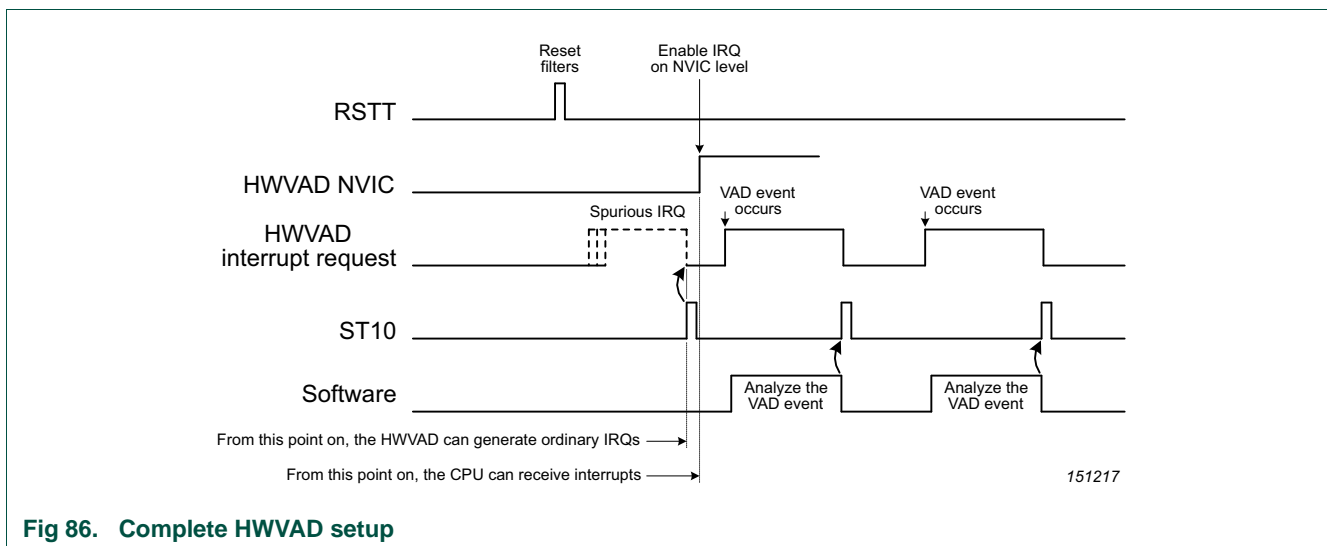 Reset
filters
Enable IRQ
on NVIC level
RSTT
HWVAD NVIC
VAD event
occurs
VAD event
occurs
Spurious IRQ
HWVAD
interrupt request
ST10
Software
Analyze the
VAD event
Analyze the
VAD event
From this point on, the HWVAD can generate ordinary IRQs
From this point on, the CPU can receive interrupts
151217
Fig 86. Complete HWVAD setup